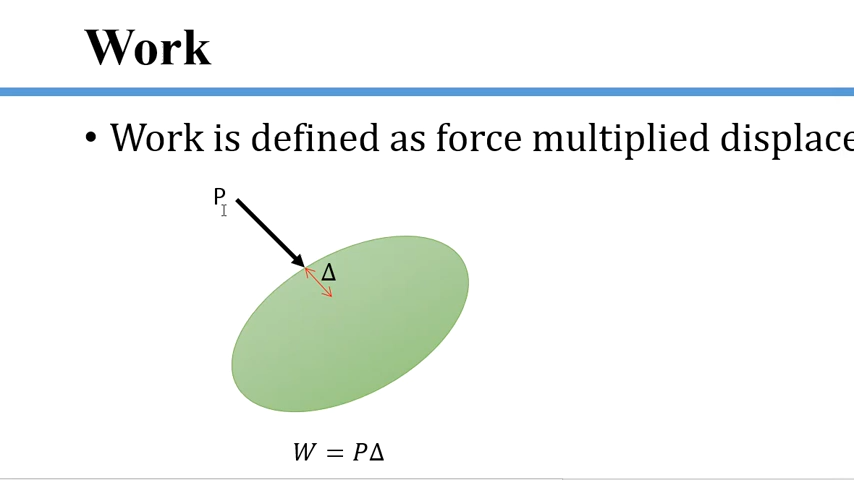 Work
• Work is defined as force multiplied displace
P
Δ
W = PΔ